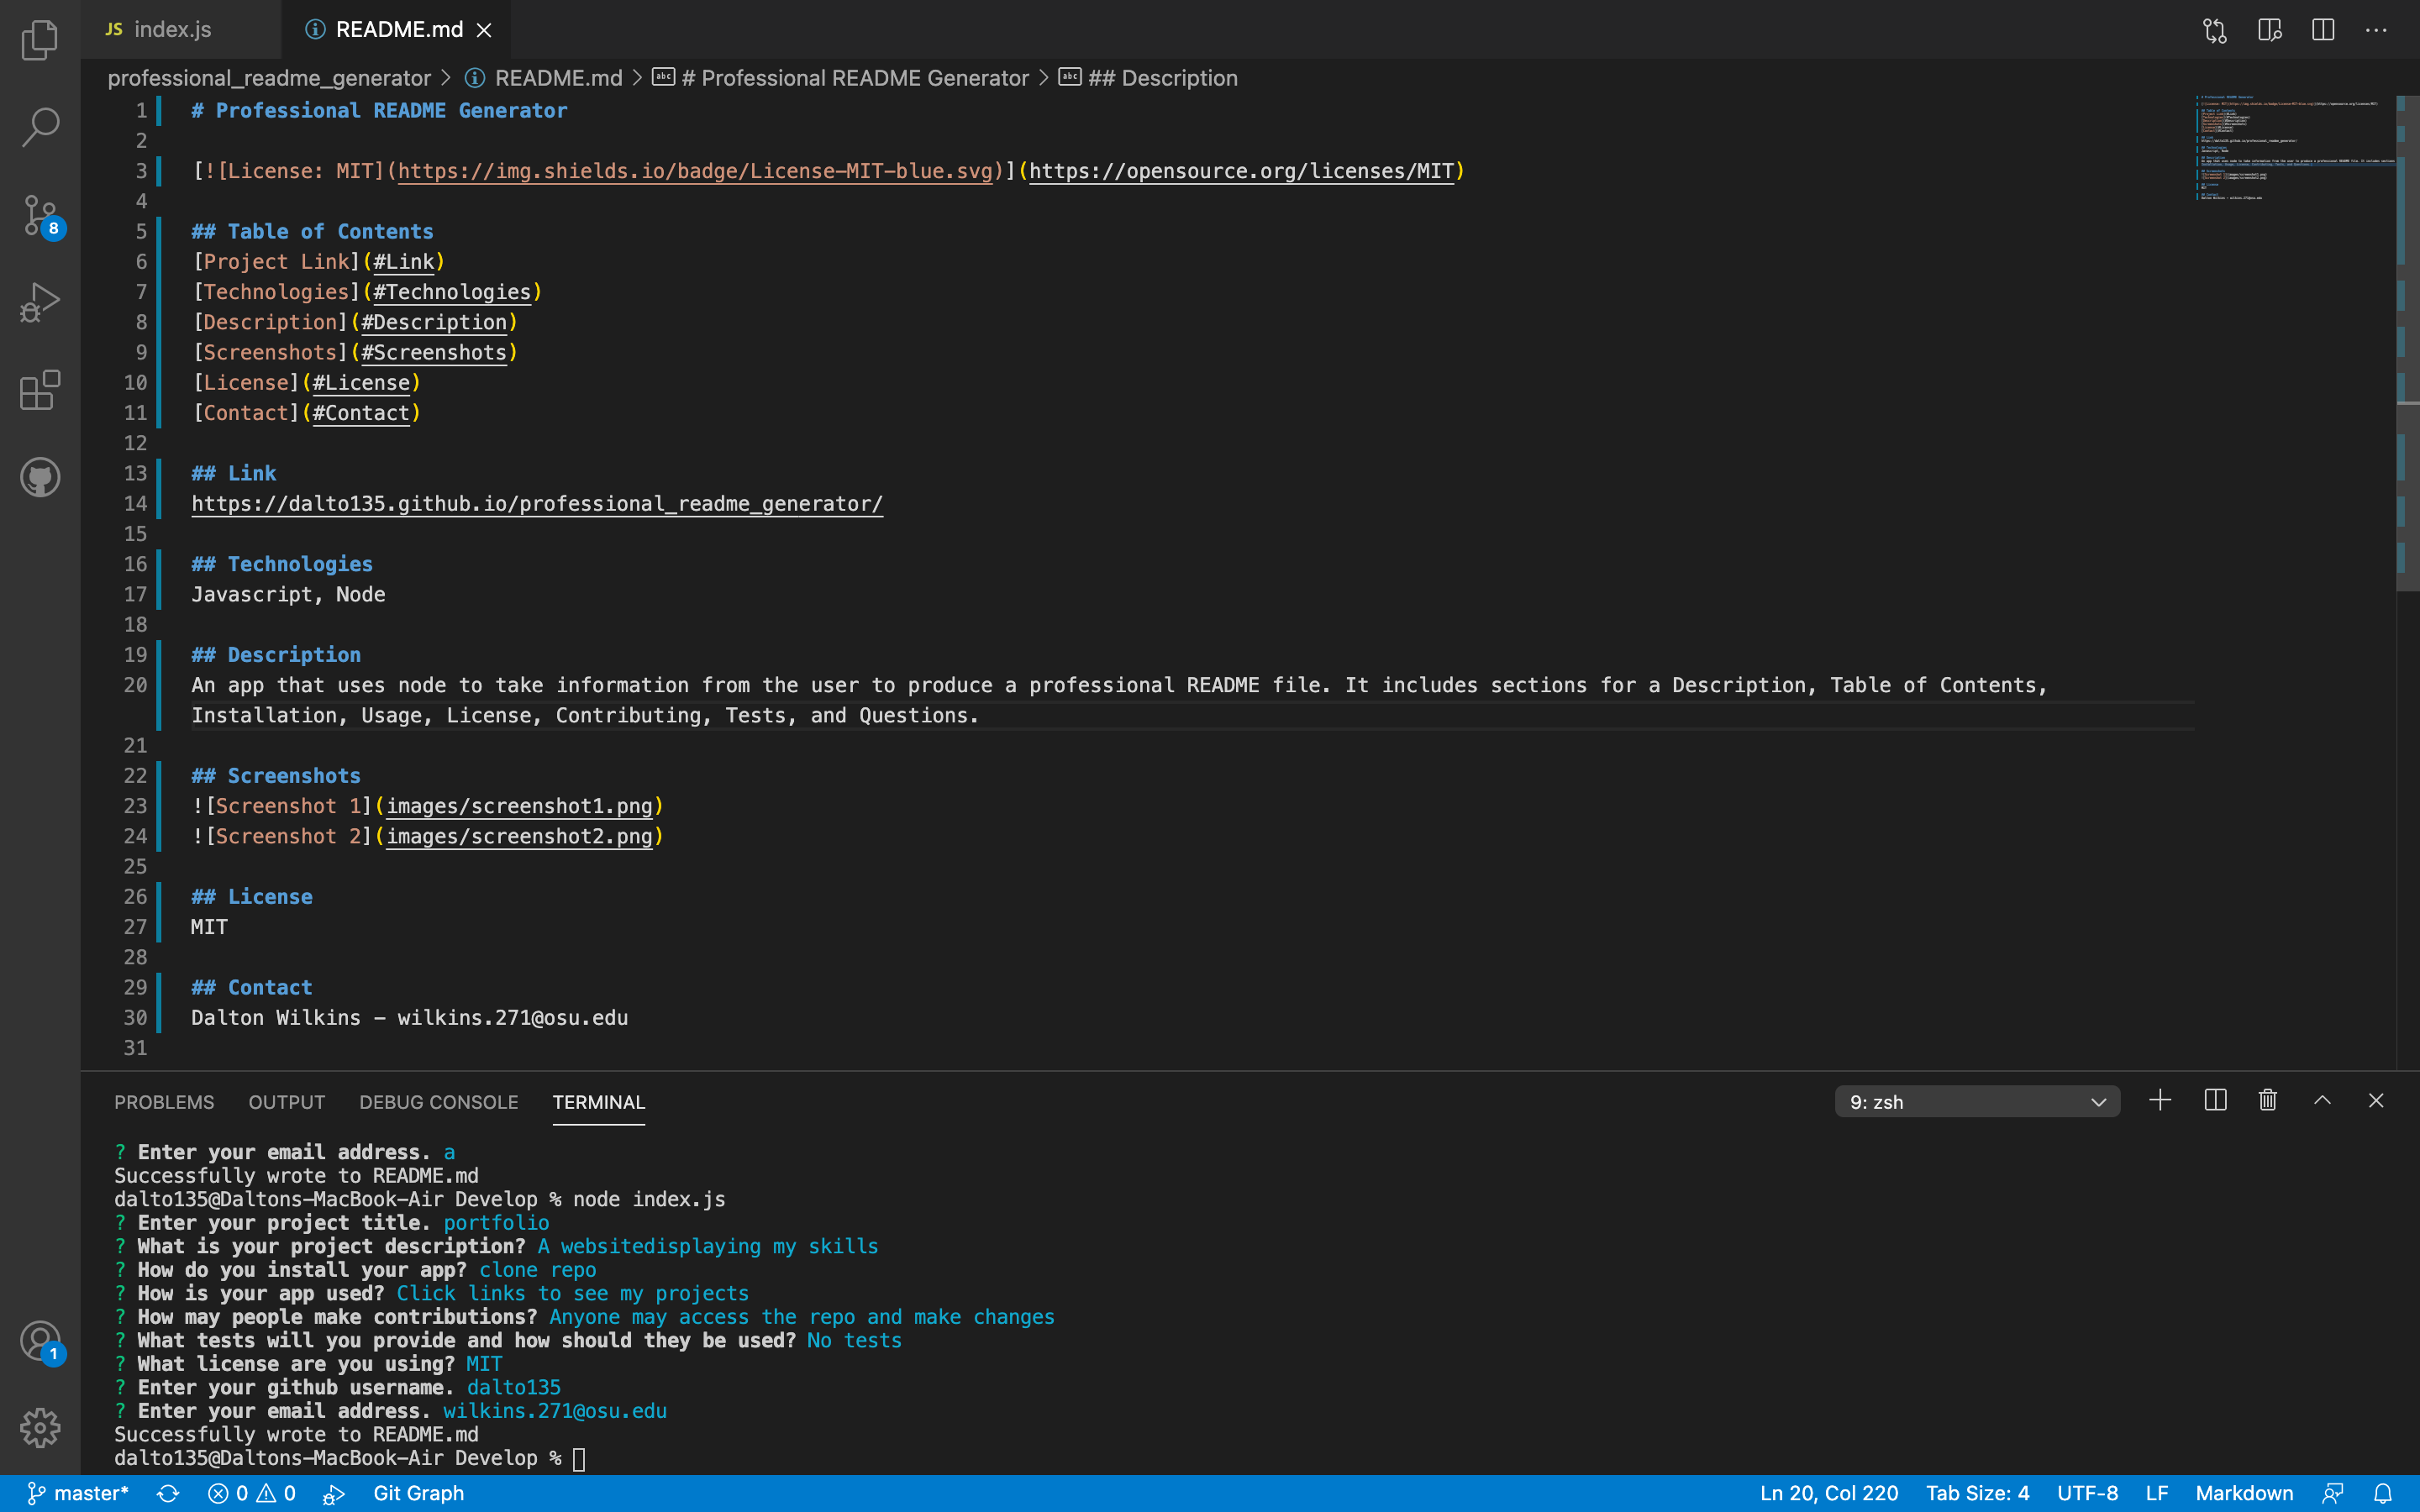 JS index.js README.md
professional_readme_generator > README.md > # Professional README Generator > ## Description
1 # Professional README Generator
2
3 [![License: MIT](https://img.shields.io/badge/License-MIT-blue.svg)](https://opensource.org/licenses/MIT)
4
5 ## Table of Contents
6 [Project Link](#Link)
7 [Technologies](#Technologies)
8 [Description](#Description)
9 [Screenshots](#Screenshots)
10 [License](#License)
11 [Contact](#Contact)
12
13 ## Link
14 https://dalto135.github.io/professional_readme_generator/
15
16 ## Technologies
17 Javascript, Node
18
19 ## Description
20 An app that uses node to take information from the user to produce a professional README file. It includes sections for a Description, Table of Contents,
Installation, Usage, License, Contributing, Tests, and Questions.
21
22 ## Screenshots
23 ![Screenshot 1](images/screenshot1.png)
24 ![Screenshot 2](images/screenshot2.png)
25
26 ## License
27 MIT
28
29 ## Contact
30 Dalton Wilkins - wilkins.271@osu.edu
31
8
1
PROBLEMS OUTPUT DEBUG CONSOLE TERMINAL 9: zsh
? Enter your email address. a
Successfully wrote to README.md
dalto135@Daltons-MacBook-Air Develop % node index.js
? Enter your project title. portfolio
? What is your project description? A websitedisplaying my skills
? How do you install your app? clone repo
? How is your app used? Click links to see my projects
? How may people make contributions? Anyone may access the repo and make changes
? What tests will you provide and how should they be used? No tests
? What license are you using? MIT
? Enter your github username. dalto135
? Enter your email address. wilkins.271@osu.edu
Successfully wrote to README.md
dalto135@Daltons-MacBook-Air Develop %
master* 0 0 Git Graph Ln 20, Col 220 Tab Size: 4 UTF-8 LF Markdown